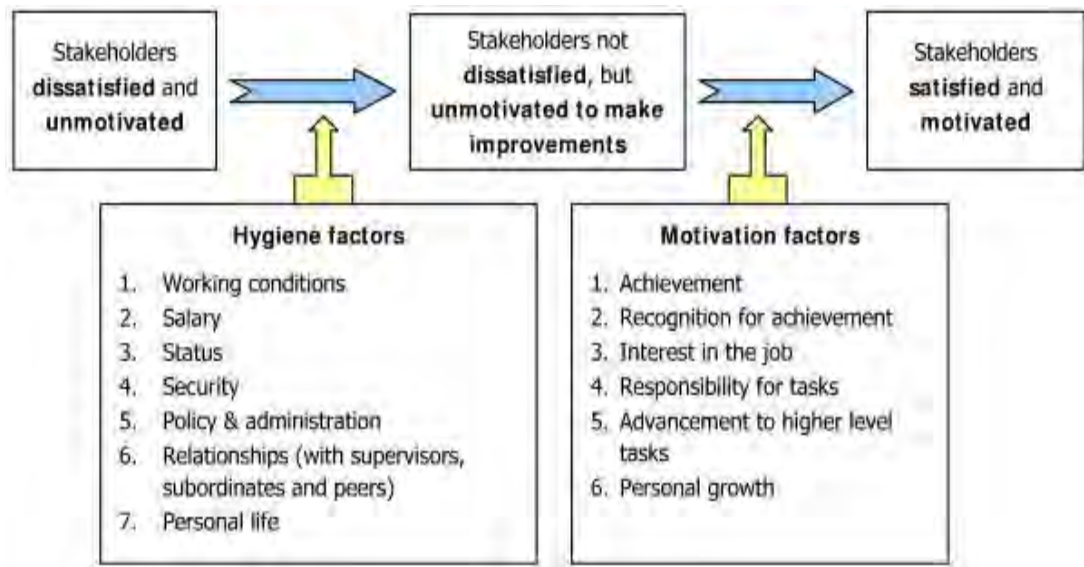 Stakeholders
dissatisfied and
unmotivated
Stakeholders not
dissatisfied, but
unmotivated to make
improvements
Stakeholders
satisfied and
motivated
Hygiene factors
1. Working conditions
2. Salary
3. Status
4. Security
5. Policy & administration
6. Relationships (with supervisors,
subordinates and peers)
7. Personal life
Motivation factors
1. Achievement
2. Recognition for achievement
3. Interest in the job
4. Responsibility for tasks
5. Advancement to higher level
tasks
6. Personal growth